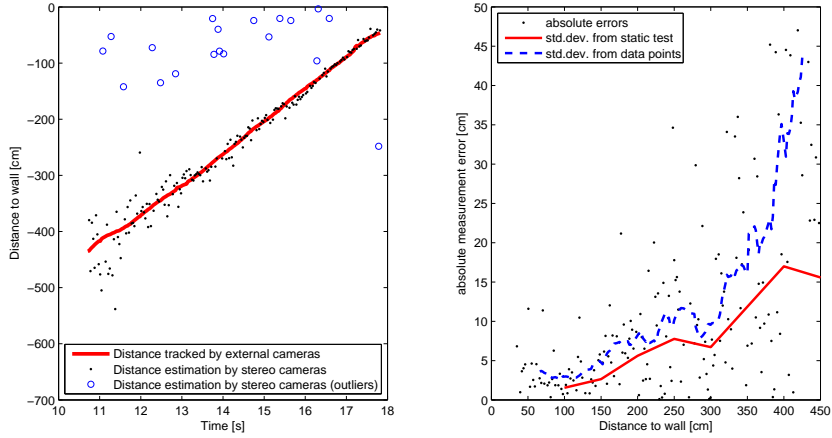 0
−100
−200
−300
−400
−500
−600
−700
Distance to wall [cm]
Distance tracked by external cameras
Distance estimation by stereo cameras
Distance estimation by stereo cameras (outliers)
10 11 12 13 14 15 16 17 18
Time [s]
50
45
40
35
30
25
20
15
10
5
0
absolute measurement error [cm]
absolute errors
std.dev. from static test
std.dev. from data points
0 50 100 150 200 250 300 350 400 450
Distance to wall [cm]